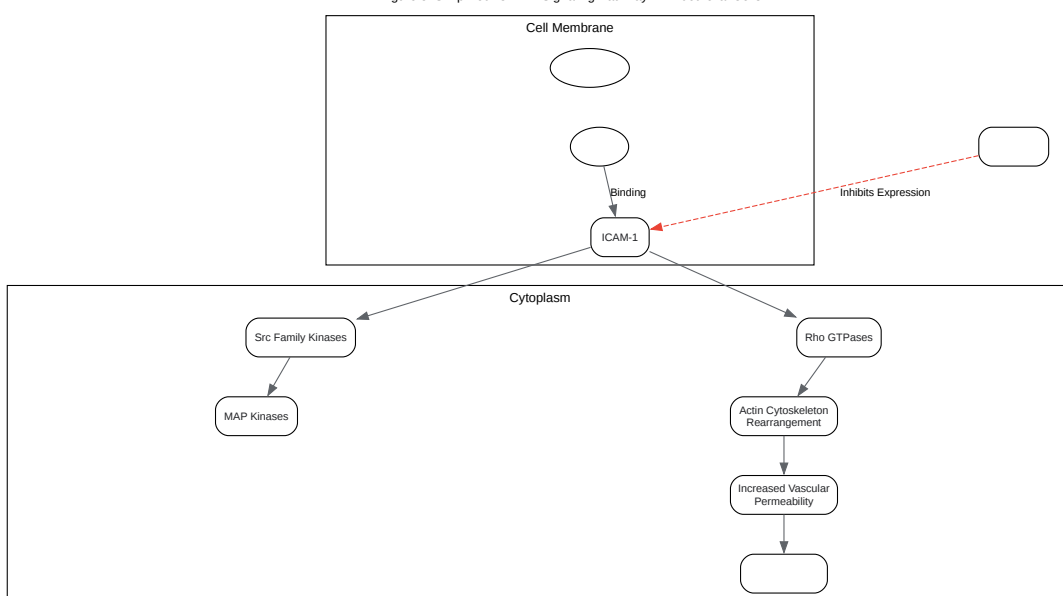 Cell Membrane
Binding
Inhibits Expression
ICAM-1
Cytoplasm
Src Family Kinases
Rho GTPases
MAP Kinases
Actin Cytoskeleton
Rearrangement
Increased Vascular
Permeability